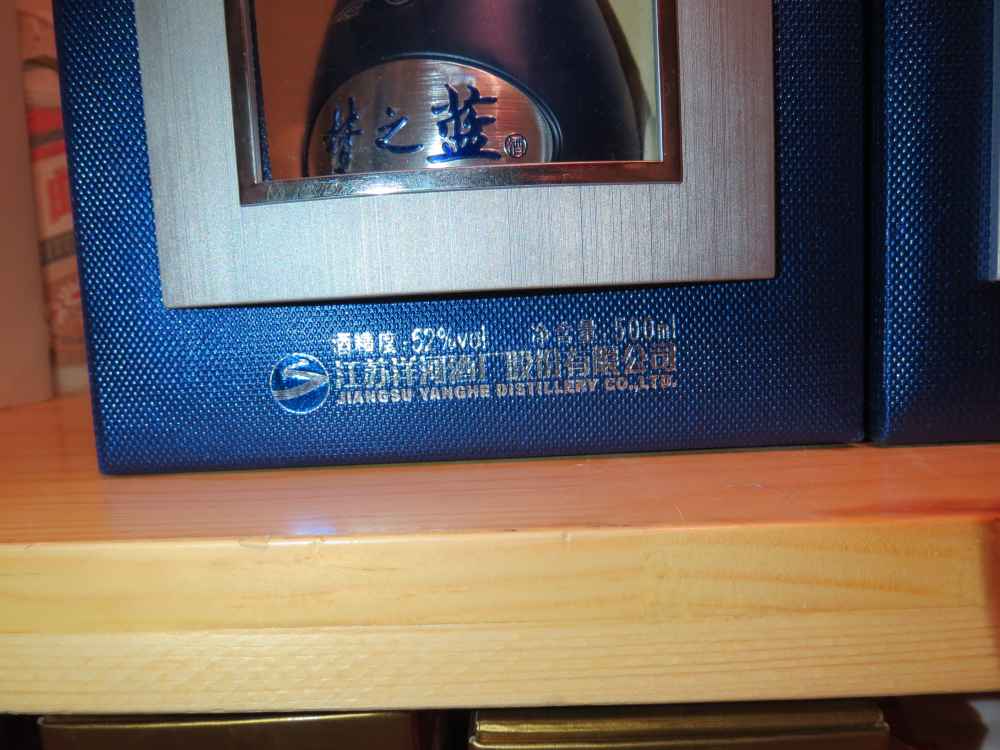 梦之蓝 酒
酒精度:52%vol 净含量:500ml
江苏洋河酒厂股份有限公司
JIANGSU YANGHE DISTILLERY CO.,LTD.